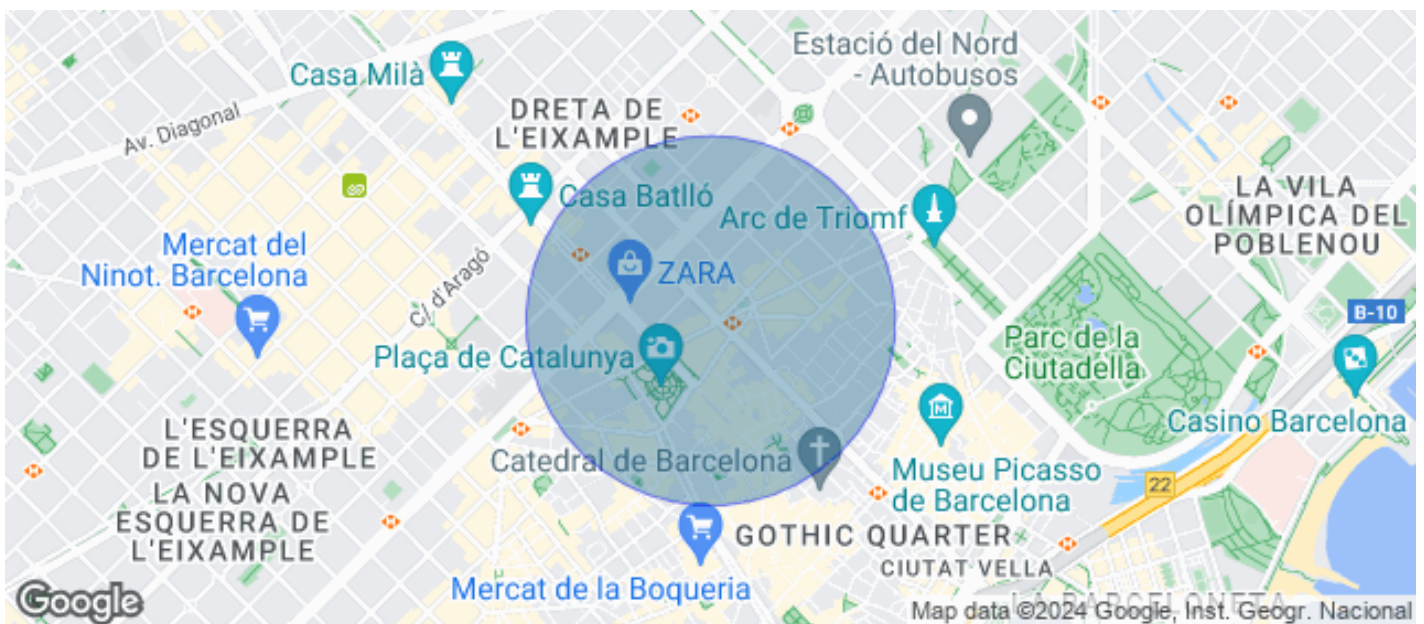 Estació del Nord
- Autobusos
Casa Milà
DRETA DE
L'EIXAMPLE
Av. Diagonal
Casa Batlló
Arc de Triomf
LA VILA
OLÍMPICA DEL
POBLENOU
Mercat del
Ninot. Barcelona
C/ d'Aragó
ZARA
B-10
Plaça de Catalunya
Parc de la
Ciutadella
Casino Barcelona
L'ESQUERRA
DE L'EIXAMPLE
Catedral de Barcelona
Museu Picasso
de Barcelona
22
LA NOVA
ESQUERRA DE
L'EIXAMPLE
GOTHIC QUARTER
CIUTAT VELLA
Mercat de la Boqueria
LA BARCELONETA
Google
Map data ©2024 Google, Inst. Geogr. Nacional